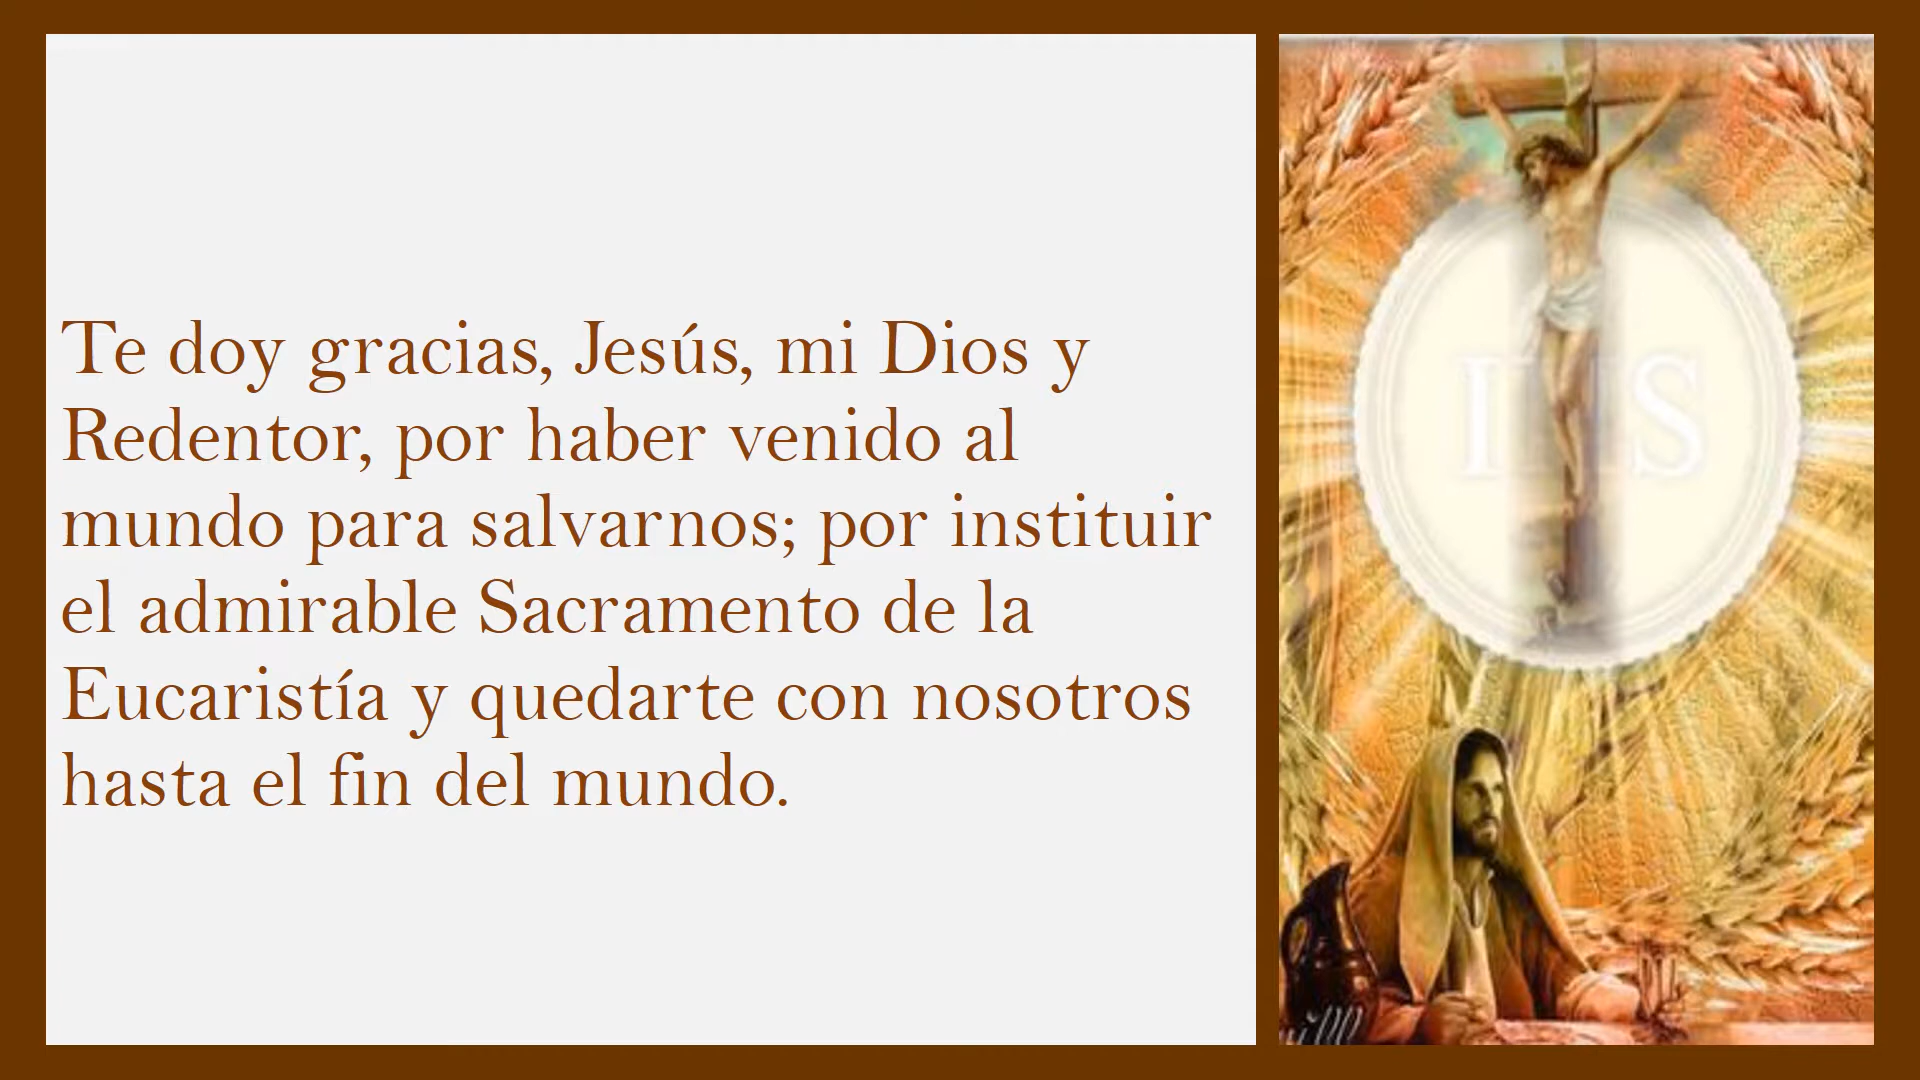 Te doy gracias, Jesús, mi Dios y
Redentor, por haber venido al
mundo para salvarnos; por instituir
el admirable Sacramento de la
Eucaristía y quedarte con nosotros
hasta el fin del mundo.